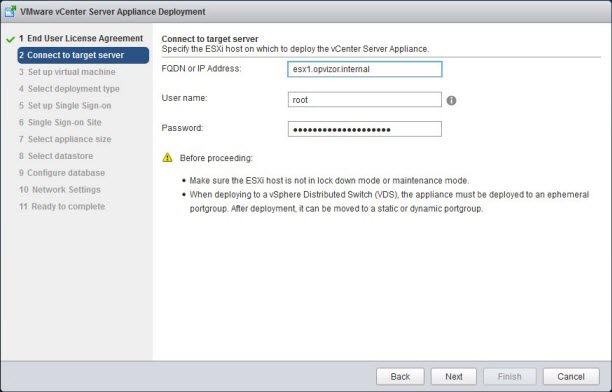 VMware vCenter Server Appliance Deployment
1 End User License Agreement
2 Connect to target server
3 Set up virtual machine
4 Select deployment type
5 Set up Single Sign-on
6 Single Sign-on Site
7 Select appliance size
8 Select datastore
9 Configure database
10 Network Settings
11 Ready to complete
Connect to target server
Specify the ESXi host on which to deploy the vCenter Server Appliance.
FQDN or IP Address: esx1.opvizor.internal
User name: root
Password: ●●●●●●●●●●●●●●●●●●●●
Before proceeding:
• Make sure the ESXi host is not in lock down mode or maintenance mode.
• When deploying to a vSphere Distributed Switch (VDS), the appliance must be deployed to an ephemeral
portgroup. After deployment, it can be moved to a static or dynamic portgroup.
Back Next Finish Cancel